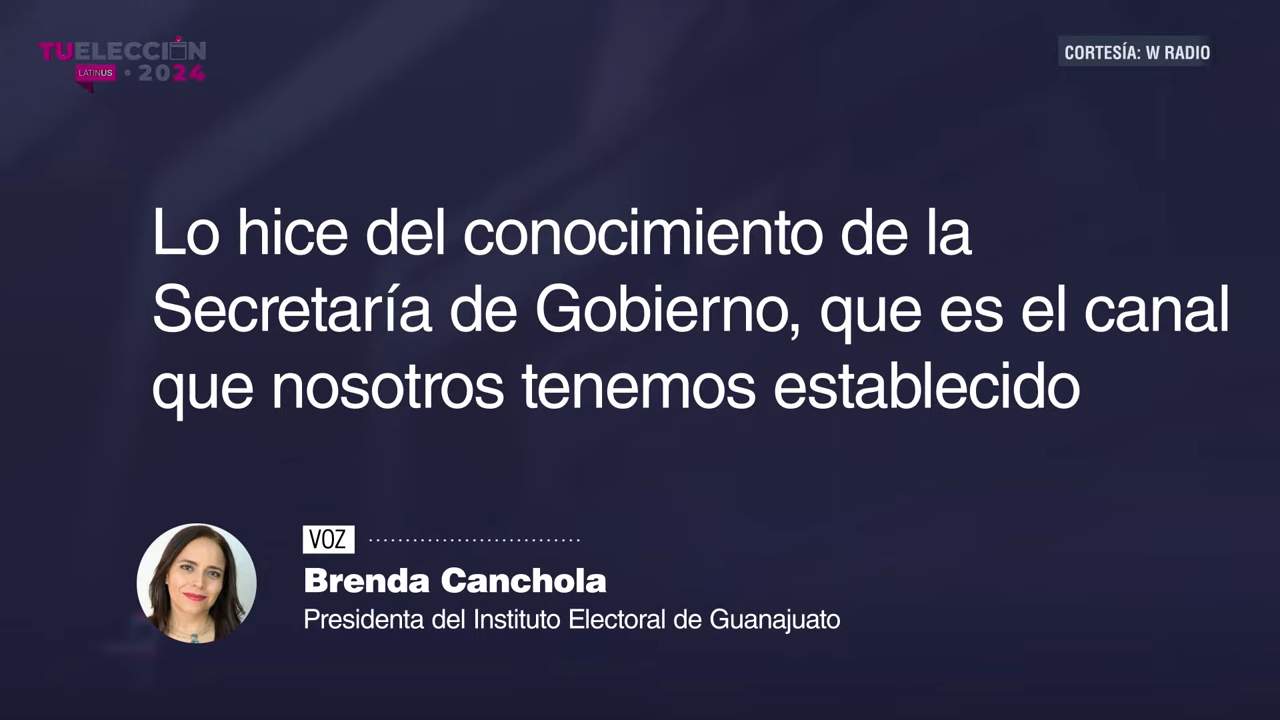 TUELECCIÓN
LATINUS • 2024
CORTESÍA: W RADIO
Lo hice del conocimiento de la
Secretaría de Gobierno, que es el canal
que nosotros tenemos establecido
VOZ
Brenda Canchola
Presidenta del Instituto Electoral de Guanajuato